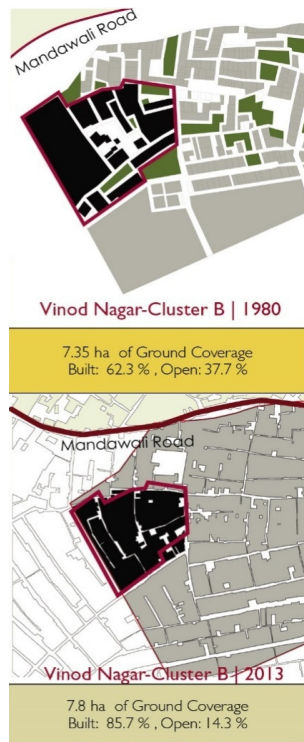 Mandawali Road
Vinod Nagar-Cluster B | 1980
7.35 ha of Ground Coverage
Built: 62.3 % , Open: 37.7 %
Mandawali Road
Vinod Nagar-Cluster B | 2013
7.8 ha of Ground Coverage
Built: 85.7 % , Open: 14.3 %